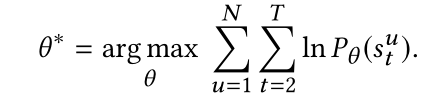 θ* = arg max_θ ∑_{u=1}^{N} ∑_{t=2}^{T} ln P_θ(s_t^u).